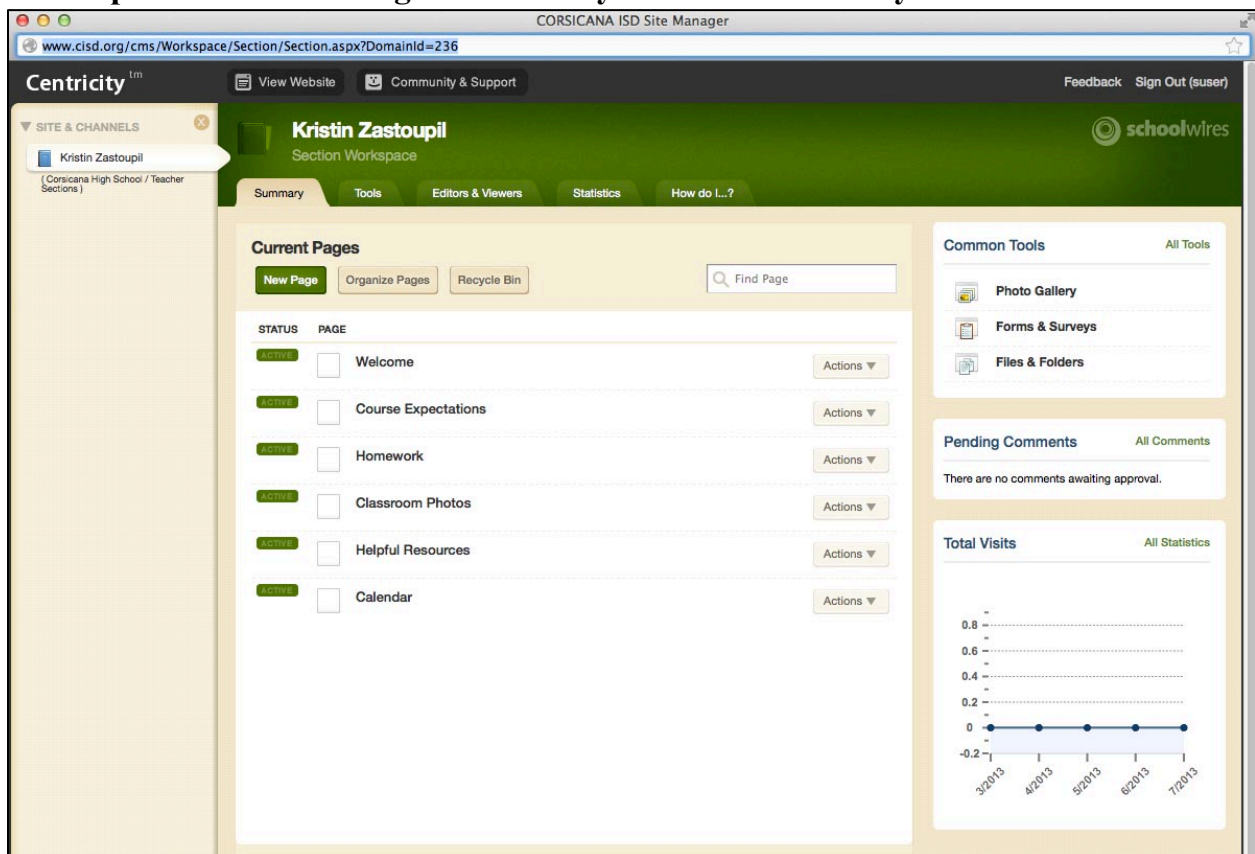 CORSICANA ISD Site Manager
www.cisd.org/cms/Workspace/Section/Section.aspx?DomainId=236
Centricity tm
View Website
Community & Support
Feedback
Sign Out (suser)
SITE & CHANNELS
Kristin Zastoupil
( Corsicana High School / Teacher
Sections )
Kristin Zastoupil
Section Workspace
schoolwires
Summary
Tools
Editors & Viewers
Statistics
How do I...?
Current Pages
New Page
Organize Pages
Recycle Bin
Find Page
STATUS PAGE
ACTIVE Welcome Actions
ACTIVE Course Expectations Actions
ACTIVE Homework Actions
ACTIVE Classroom Photos Actions
ACTIVE Helpful Resources Actions
ACTIVE Calendar Actions
Common Tools All Tools
Photo Gallery
Forms & Surveys
Files & Folders
Pending Comments All Comments
There are no comments awaiting approval.
Total Visits All Statistics
0.8
0.6
0.4
0.2
0
-0.2
3/2013 4/2013 5/2013 6/2013 7/2013